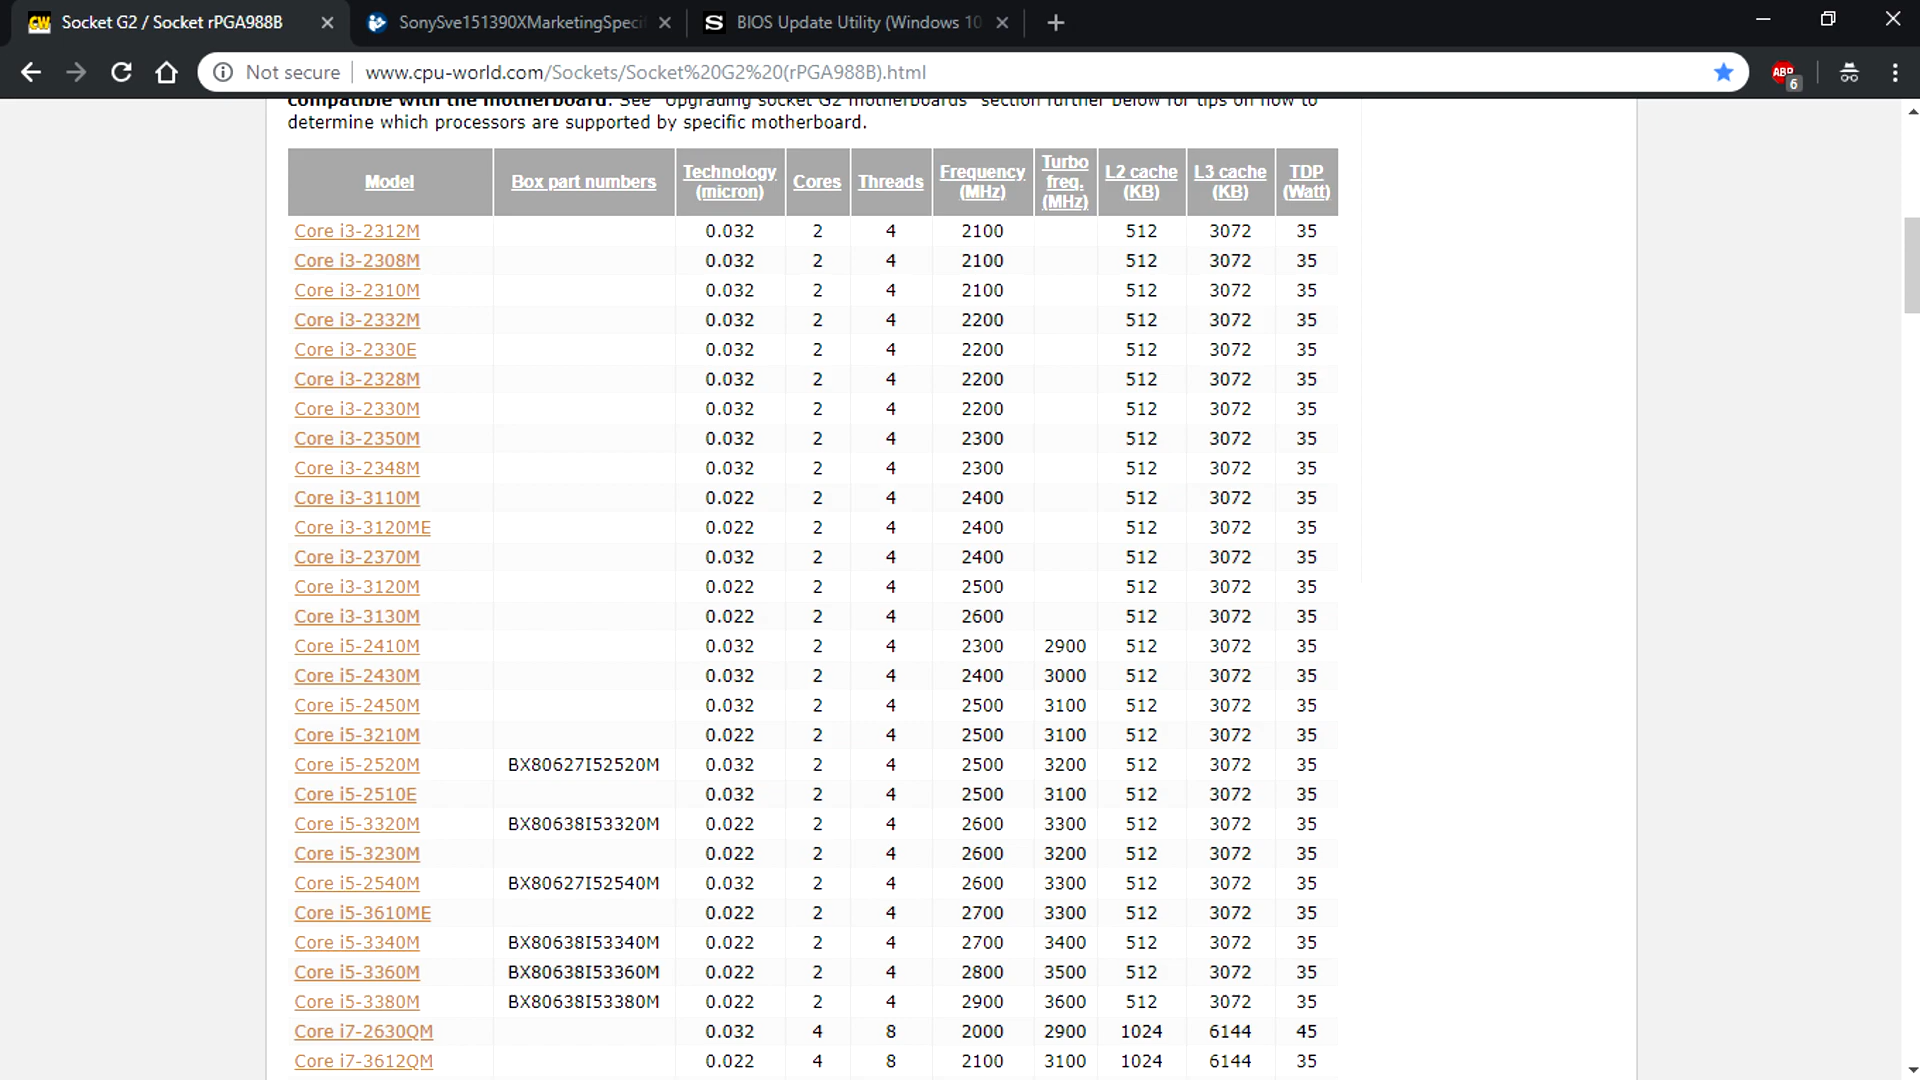 Socket G2 / Socket rPGA988B
SonySve151390XMarketingSpecif
BIOS Update Utility (Windows 10
Not secure
www.cpu-world.com/Sockets/Socket%20G2%20(rPGA988B).html
ABP
6
compatible with the motherboard. See "Upgrading socket G2 motherboards" section further below for tips on how to
determine which processors are supported by specific motherboard.
Model Box part numbers Technology (micron) Cores Threads Frequency (MHz) Turbo freq. (MHz) L2 cache (KB) L3 cache (KB) TDP (Watt)
Core i3-2312M 0.032 2 4 2100 512 3072 35
Core i3-2308M 0.032 2 4 2100 512 3072 35
Core i3-2310M 0.032 2 4 2100 512 3072 35
Core i3-2332M 0.032 2 4 2200 512 3072 35
Core i3-2330E 0.032 2 4 2200 512 3072 35
Core i3-2328M 0.032 2 4 2200 512 3072 35
Core i3-2330M 0.032 2 4 2200 512 3072 35
Core i3-2350M 0.032 2 4 2300 512 3072 35
Core i3-2348M 0.032 2 4 2300 512 3072 35
Core i3-3110M 0.022 2 4 2400 512 3072 35
Core i3-3120ME 0.022 2 4 2400 512 3072 35
Core i3-2370M 0.032 2 4 2400 512 3072 35
Core i3-3120M 0.022 2 4 2500 512 3072 35
Core i3-3130M 0.022 2 4 2600 512 3072 35
Core i5-2410M 0.032 2 4 2300 2900 512 3072 35
Core i5-2430M 0.032 2 4 2400 3000 512 3072 35
Core i5-2450M 0.032 2 4 2500 3100 512 3072 35
Core i5-3210M 0.022 2 4 2500 3100 512 3072 35
Core i5-2520M BX80627I52520M 0.032 2 4 2500 3200 512 3072 35
Core i5-2510E 0.032 2 4 2500 3100 512 3072 35
Core i5-3320M BX80638I53320M 0.022 2 4 2600 3300 512 3072 35
Core i5-3230M 0.022 2 4 2600 3200 512 3072 35
Core i5-2540M BX80627I52540M 0.032 2 4 2600 3300 512 3072 35
Core i5-3610ME 0.022 2 4 2700 3300 512 3072 35
Core i5-3340M BX80638I53340M 0.022 2 4 2700 3400 512 3072 35
Core i5-3360M BX80638I53360M 0.022 2 4 2800 3500 512 3072 35
Core i5-3380M BX80638I53380M 0.022 2 4 2900 3600 512 3072 35
Core i7-2630QM 0.032 4 8 2000 2900 1024 6144 45
Core i7-3612QM 0.022 4 8 2100 3100 1024 6144 35